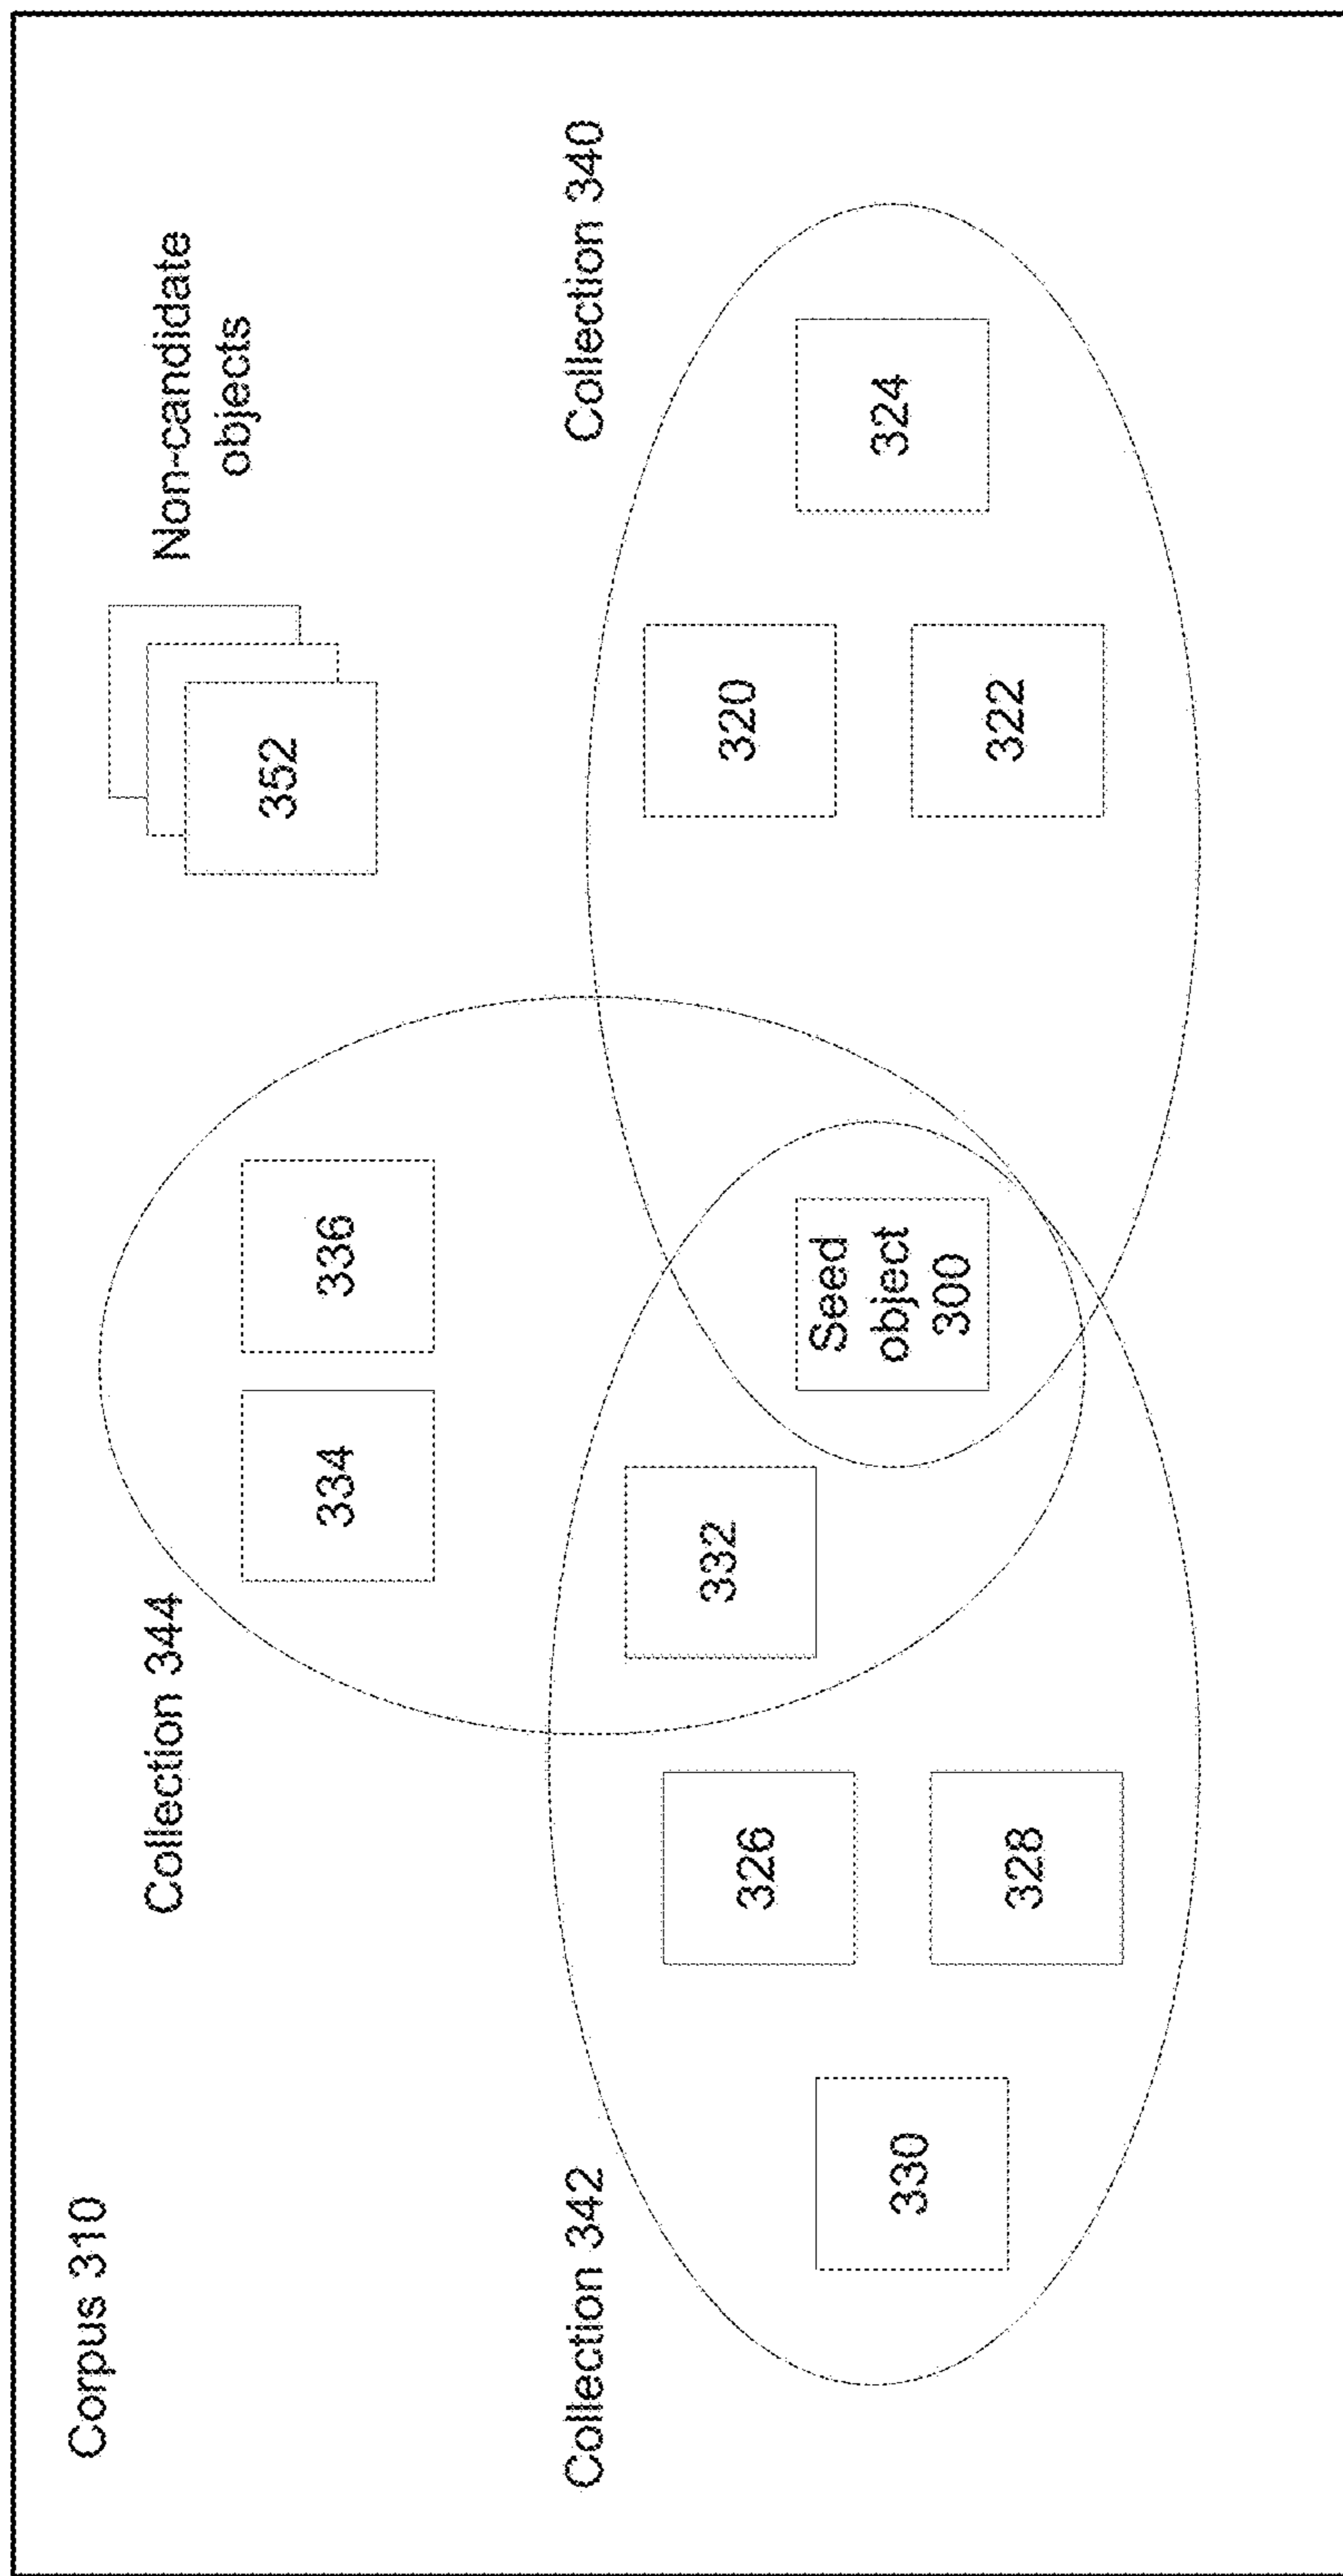 Corpus 310
Collection 344
334
336
352
Non-candidate
objects
Collection 342
Collection 340
330
326
328
332
Seed
object
300
320
322
324